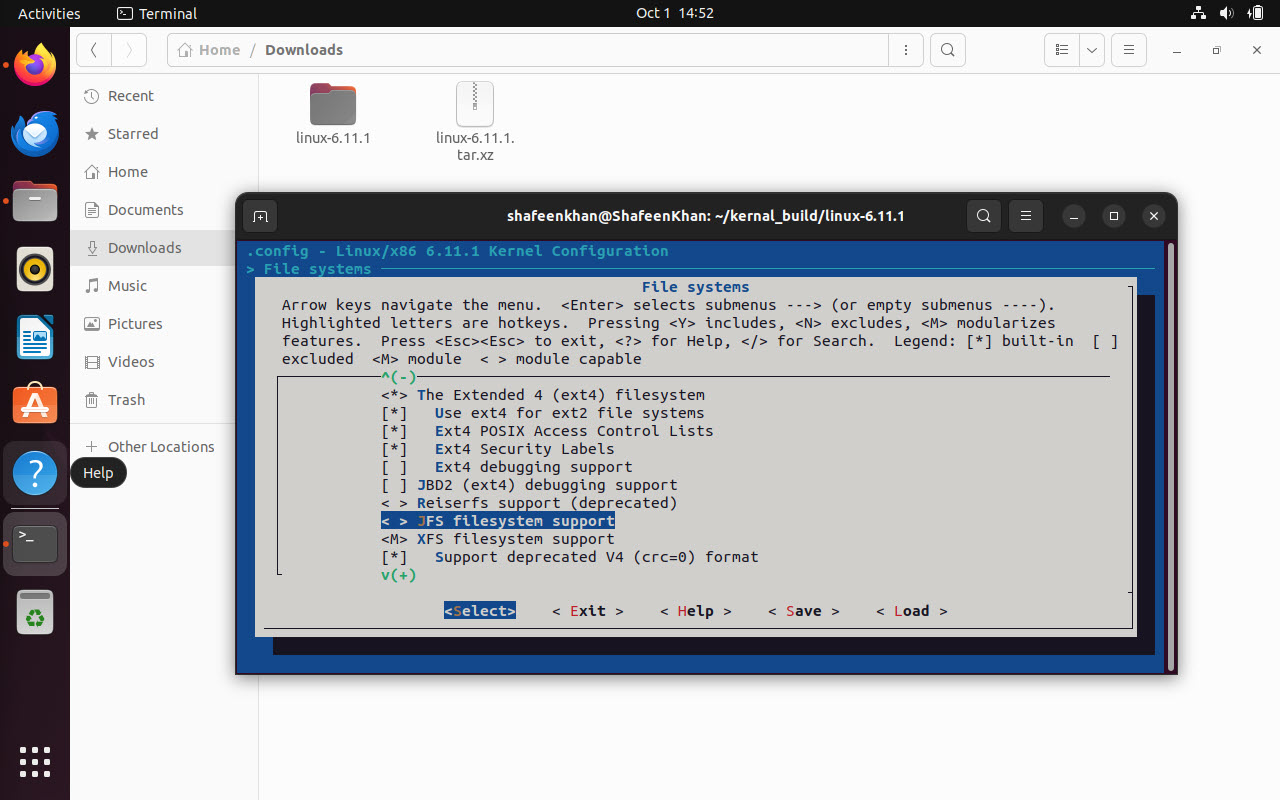 Activities Terminal Oct 1 14:52
Home / Downloads
Recent
Starred
Home
Documents
Downloads
Music
Pictures
Videos
Trash
Other Locations
Help
linux-6.11.1
linux-6.11.1.
tar.xz
shafeenkhan@ShafeenKhan: ~/kernal_build/linux-6.11.1
.config - Linux/x86 6.11.1 Kernel Configuration
> File systems
File systems
Arrow keys navigate the menu. <Enter> selects submenus ---> (or empty submenus ----).
Highlighted letters are hotkeys. Pressing <Y> includes, <N> excludes, <M> modularizes
features. Press <Esc><Esc> to exit, <?> for Help, </> for Search. Legend: [*] built-in [ ]
excluded <M> module < > module capable
^(-)
<*> The Extended 4 (ext4) filesystem
[*] Use ext4 for ext2 file systems
[*] Ext4 POSIX Access Control Lists
[*] Ext4 Security Labels
[ ] Ext4 debugging support
[ ] JBD2 (ext4) debugging support
< > Reiserfs support (deprecated)
< > JFS filesystem support
<M> XFS filesystem support
[*] Support deprecated V4 (crc=0) format
v(+)
<Select> < Exit > < Help > < Save > < Load >